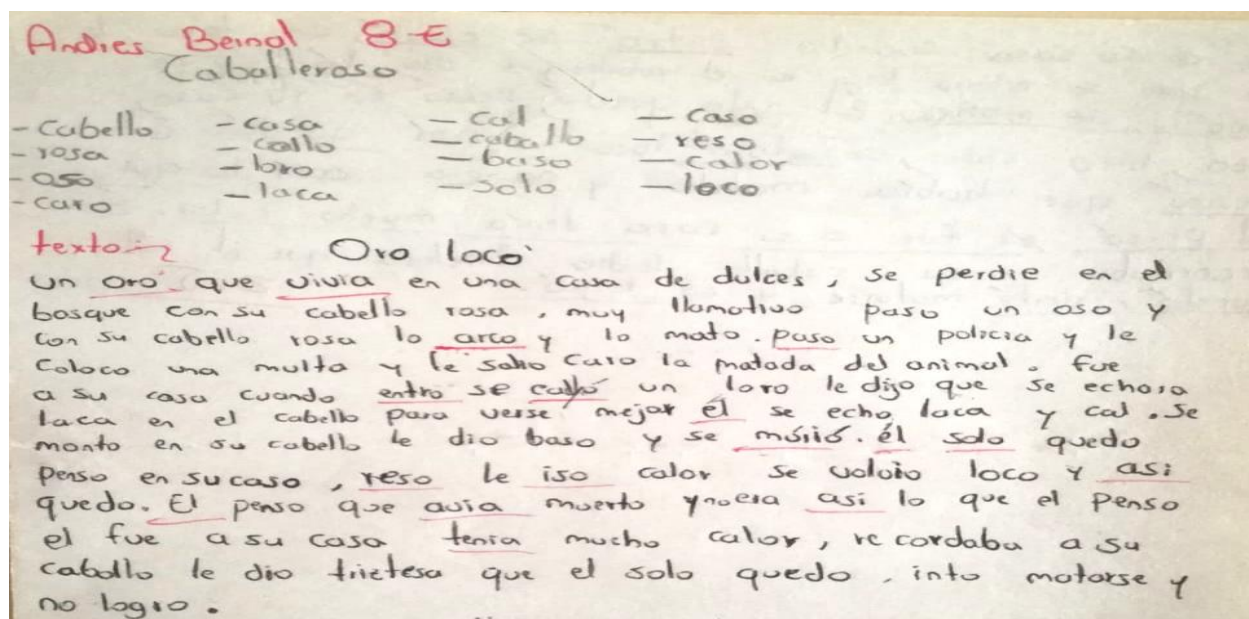 Andres Bernal 8-E
Caballeroso
- Cabello - casa - Cal - Caso
- rosa - callo - caballo - reso
- oso - loro - baso - Calor
- caro - laca - Solo - loco
texto:
Oro loco
un oro que vivia en una casa de dulces, se perdie en el
bosque con su cabello rosa, muy llamativo paso un oso y
con su cabello rosa lo arco y lo mato. paso un policia y le
Coloco una multa y le salio Caro la matada del animal. fue
a su casa cuando entro se callo un loro le dijo que se echara
laca en el cabello para verse mejor él se echo laca y cal. Se
monto en su cabello le dio baso y se murió. él solo quedo
Penso en su caso, reso le iso calor se volvio loco y asi
quedo. El penso que avia muerto y no era asi lo que el penso
el fue a su casa tenia mucho calor, re cordaba a su
caballo le dio trietesa que el solo quedo, into matarse y
no logro.